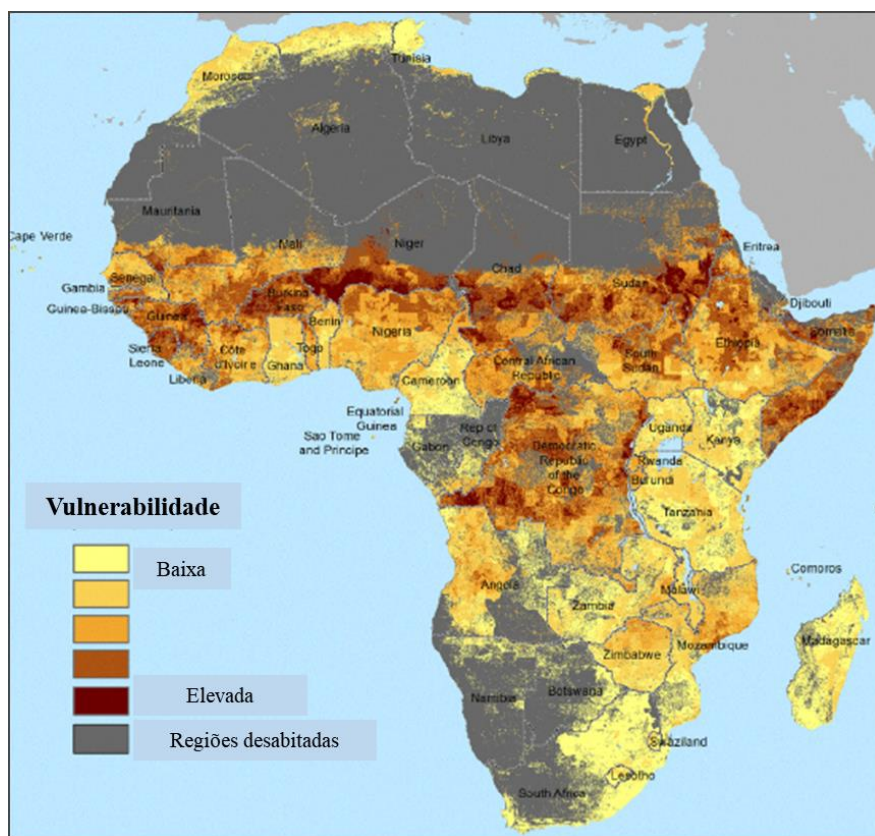 Tunisia
Morocco
Algeria
Libya
Egypt
Mauritania
Mali
Niger
Cape Verde
Chad
Sudan
Eritrea
Senegal
Gambia
Guinea-Bissau
Guinea
Burkina
Faso
Benin
Nigeria
Djibouti
Somalia
Sierra
Leone
Côte
d'Ivoire
Ghana
Togo
Liberia
Central African
Republic
South
Sudan
Ethiopia
Cameroon
Equatorial
Guinea
Sao Tome
and Principe
Gabon
Rep of
Congo
Democratic
Republic
of the
Congo
Uganda
Kenya
Rwanda
Burundi
Tanzania
Vulnerabilidade
Baixa
Elevada
Regiões desabitadas
Comoros
Angola
Zambia
Malawi
Mozambique
Madagascar
Zimbabwe
Namibia
Botswana
Swaziland
Lesotho
South Africa